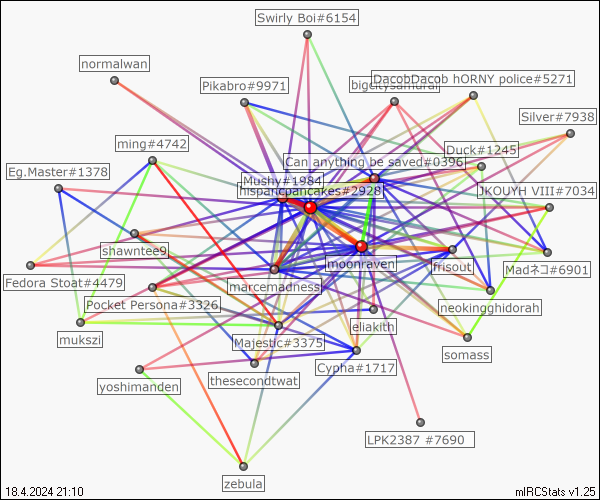 Swirly Boi#6154
normalwan
DacobDacob hORNY police#5271
Pikabro#9971
bigcitysamurai
Silver#7938
ming#4742
Duck#1245
Can anything be saved#0396
Eg.Master#1378
Mushy#1984
hispanicpancakes#2928
JKOUYH VIII#7034
shawntee9
moonraven
frisout
Madネコ#6901
Fedora Stoat#4479
marcemadness
Pocket Persona#3326
neokingghidorah
eliakith
mukszi
Majestic#3375
somass
Cypha#1717
yoshimanden
thesecondtwat
LPK2387 #7690
zebula
18.4.2024 21:10
mIRCStats v1.25